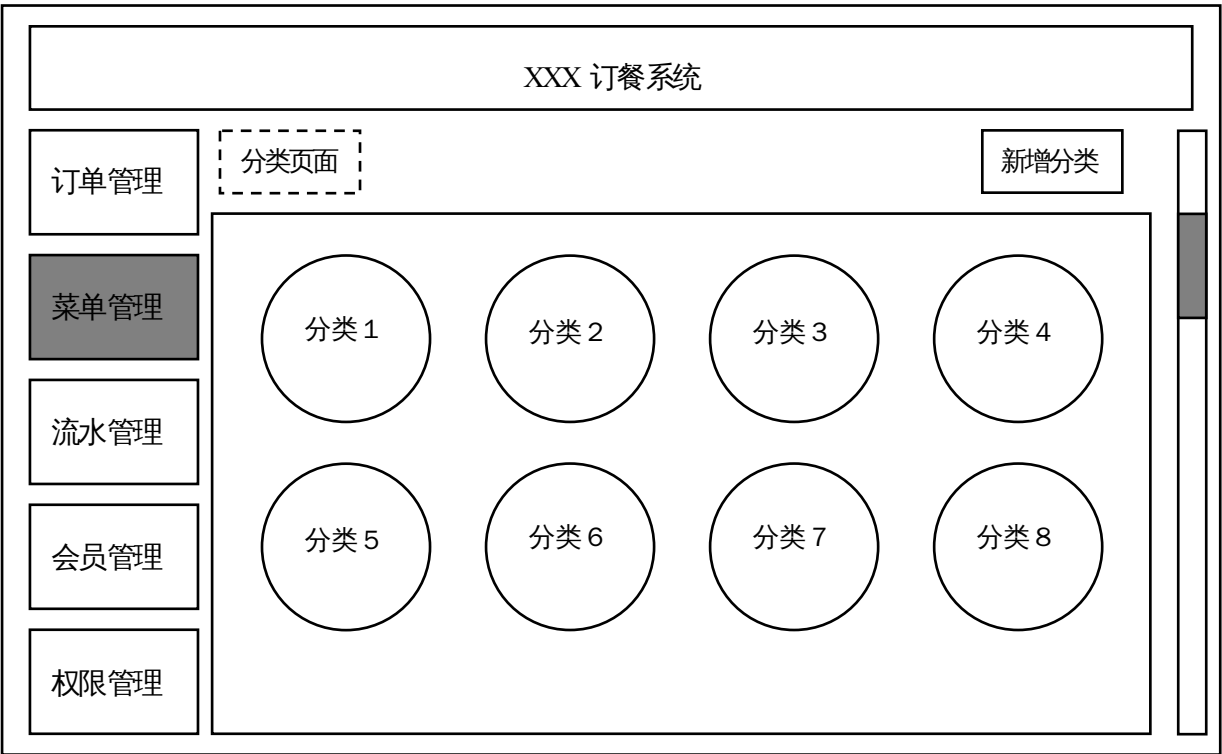 XXX 订餐系统
订单管理
分类页面
新增分类
菜单管理
分类1
分类2
分类3
分类4
流水管理
分类5
分类6
分类7
分类8
会员管理
权限管理